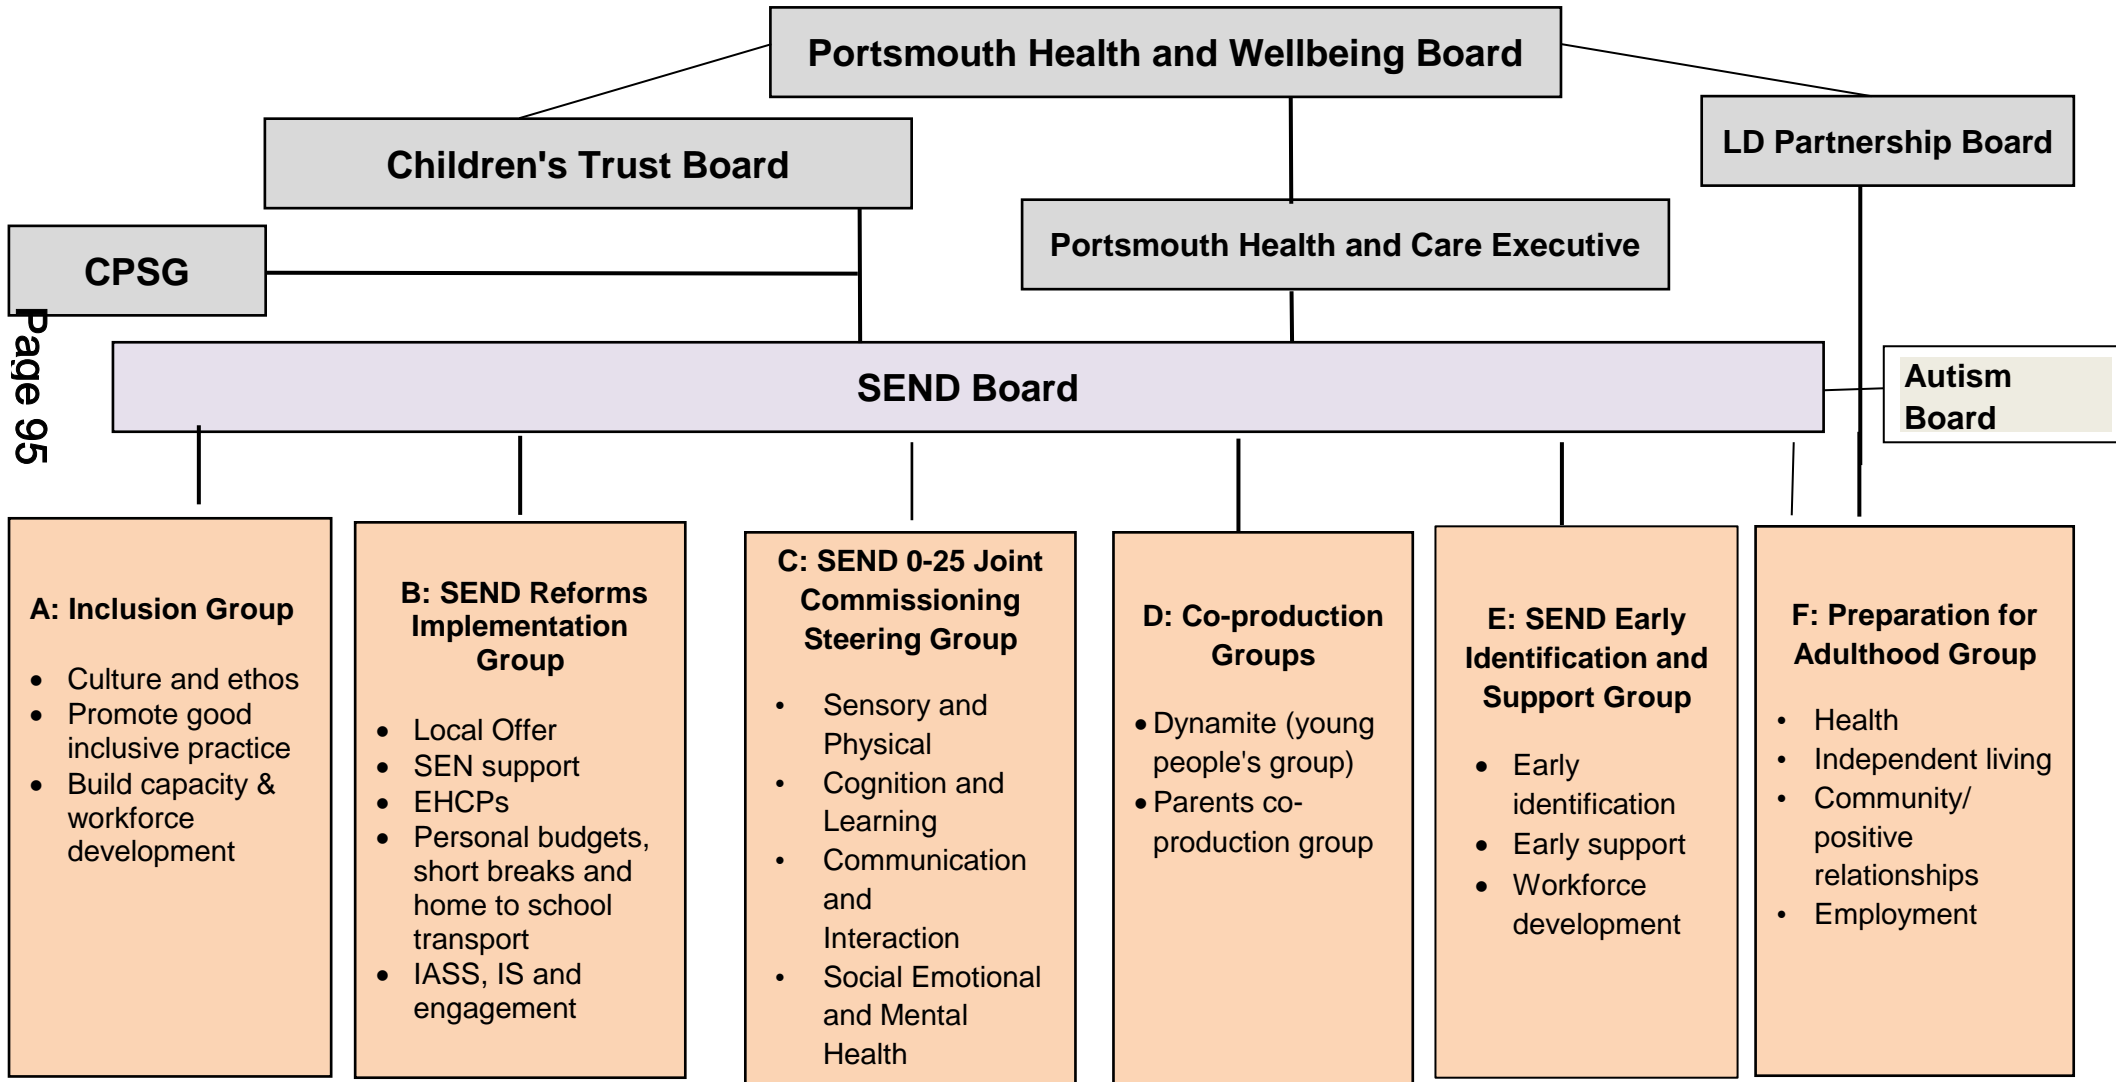 Portsmouth Health and Wellbeing Board
Children's Trust Board
LD Partnership Board
Portsmouth Health and Care Executive
CPSG
Page 95
SEND Board
Autism
Board
A: Inclusion Group
• Culture and ethos
• Promote good
inclusive practice
• Build capacity &
workforce
development
B: SEND Reforms
Implementation
Group
• Local Offer
• SEN support
• EHCPs
• Personal budgets,
short breaks and
home to school
transport
• IASS, IS and
engagement
C: SEND 0-25 Joint
Commissioning
Steering Group
• Sensory and
Physical
• Cognition and
Learning
• Communication
and
Interaction
• Social Emotional
and Mental
Health
D: Co-production
Groups
• Dynamite (young
people's group)
• Parents co-
production group
E: SEND Early
Identification and
Support Group
• Early
identification
• Early support
• Workforce
development
F: Preparation for
Adulthood Group
• Health
• Independent living
• Community/
positive
relationships
• Employment